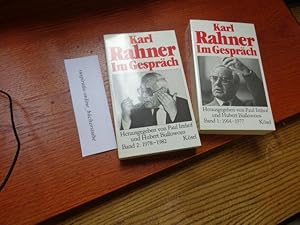 Karl
Rahner
Im Gespräch
Herausgegeben von Paul Imhof
und Hubert Biallowons
Band 2: 1978–1982
Kösel
Karl
Rahner
Im Gespräch
Herausgegeben von Paul Imhof
und Hubert Biallowons
Band 1: 1964–1977
Kösel